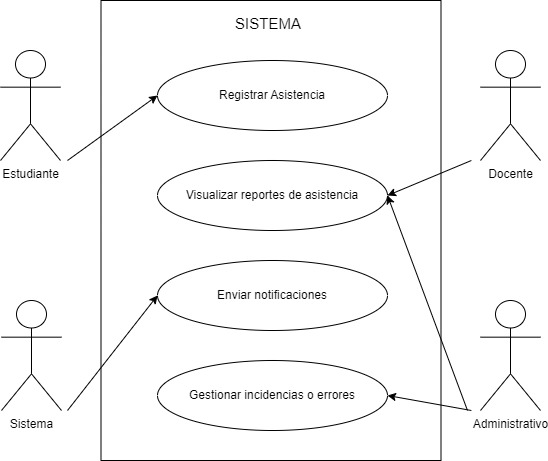 SISTEMA
Registrar Asistencia
Estudiante
Visualizar reportes de asistencia
Docente
Enviar notificaciones
Gestionar incidencias o errores
Sistema
Administrativo